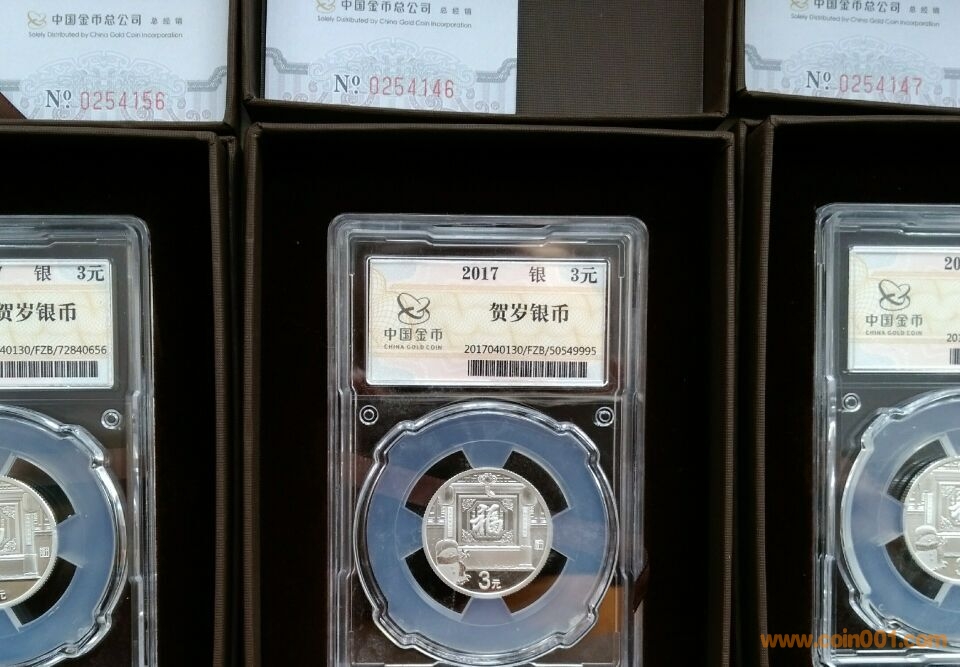 中国金币总公司 总经销
Solely Distributed by China Gold Coin Incorporation
№ 0254156
中国金币总公司 总经销
Solely Distributed by China Gold Coin Incorporation
№ 0254146
中国金币总公司 总经销
Solely Distributed by China Gold Coin Incorporation
№ 0254147
7 银 3元
贺岁银币
40130/FZB/72840656
2017 银 3元
中国金币
CHINA GOLD COIN
贺岁银币
2017040130/FZB/50549995
福
3元
元
20
中国金币
CHINA GOLD COIN
201
www.coin001.com